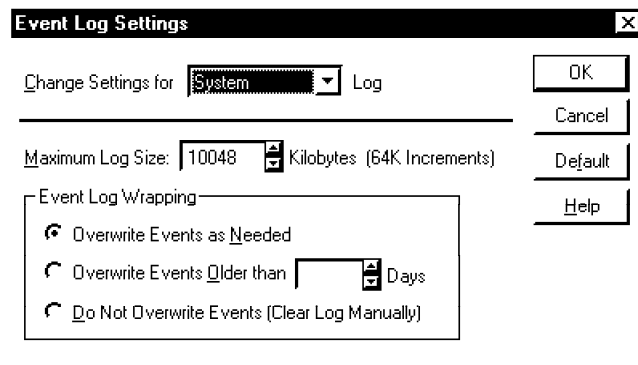 Event Log Settings
Change Settings for System Log
OK
Cancel
Maximum Log Size: 10048 Kilobytes (64K Increments)
Default
Event Log Wrapping
Help
Overwrite Events as Needed
Overwrite Events Older than Days
Do Not Overwrite Events (Clear Log Manually)